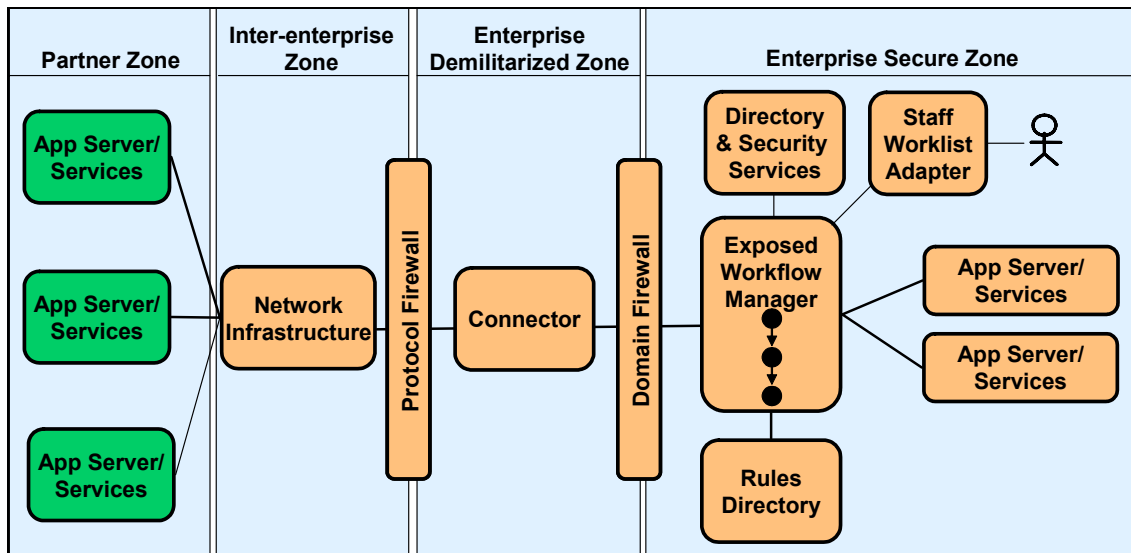 Partner Zone
Inter-enterprise
Zone
Enterprise
Demilitarized Zone
Enterprise Secure Zone
App Server/
Services
App Server/
Services
App Server/
Services
Network
Infrastructure
Protocol Firewall
Connector
Domain Firewall
Directory
& Security
Services
Staff
Worklist
Adapter
Exposed
Workflow
Manager
App Server/
Services
App Server/
Services
Rules
Directory